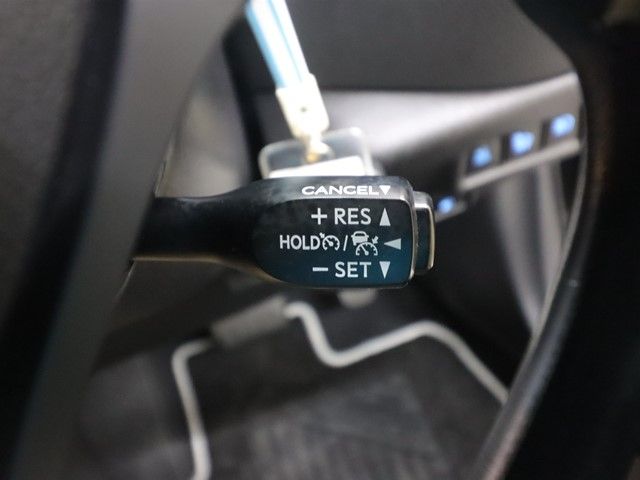 CANCEL▼
+ RES ▲
HOLD / ◄
− SET ▼